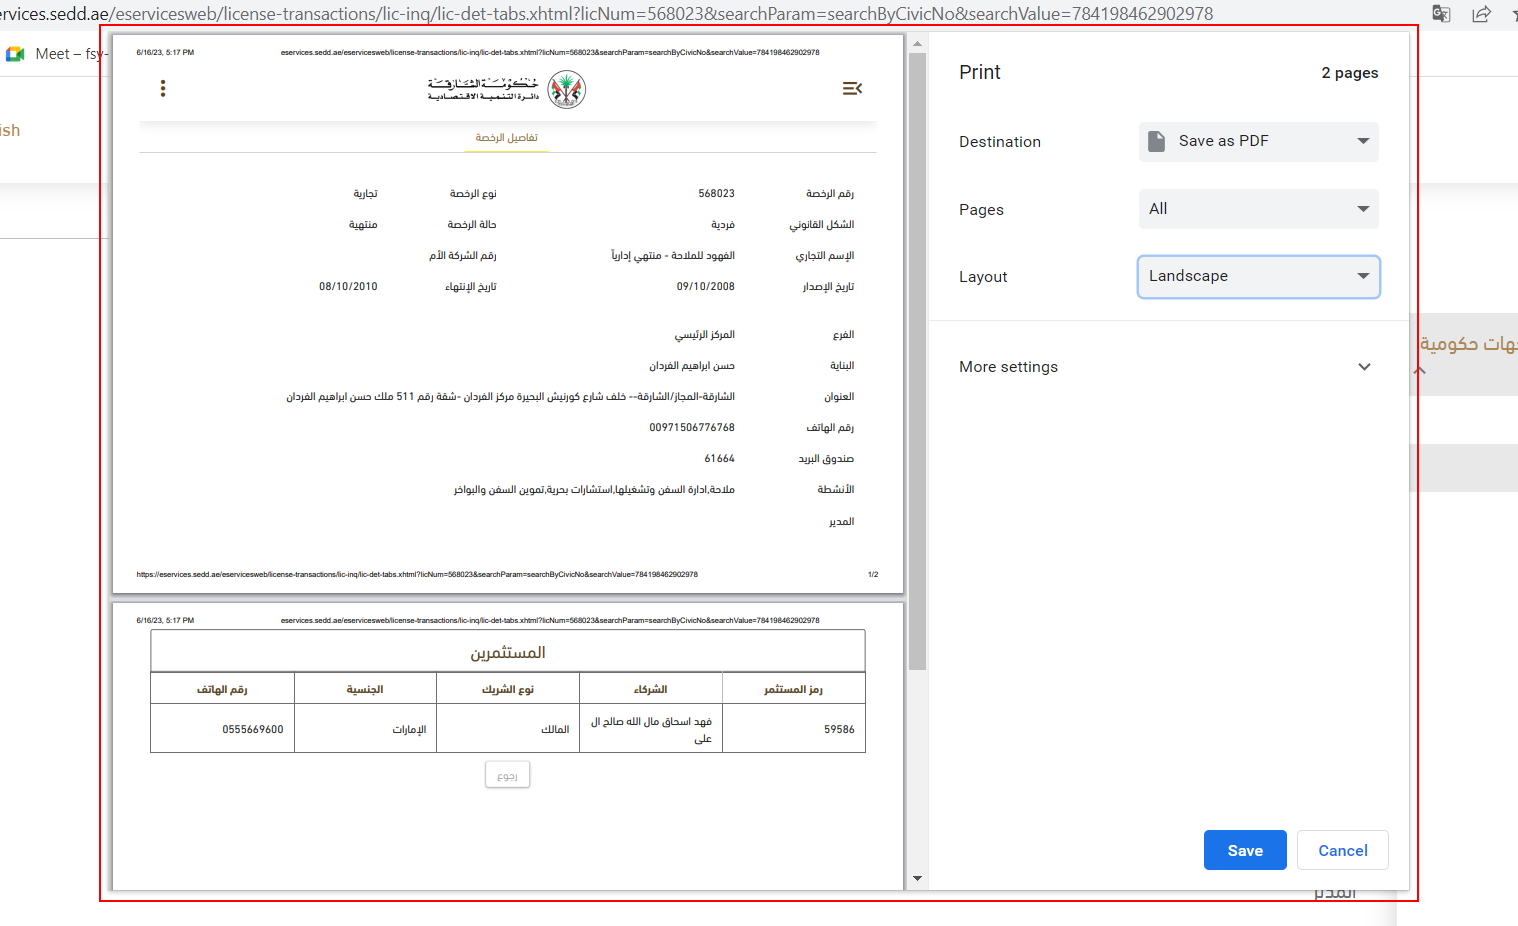 ervices.sedd.ae/eservicesweb/license-transactions/lic-inq/lic-det-tabs.xhtml?licNum=568023&searchParam=searchByCivicNo&searchValue=784198462902978
Meet – fsy-
ish
6/16/23, 5:17 PM eservices.sedd.ae/eservicesweb/license-transactions/lic-inq/lic-det-tabs.xhtml?licNum=568023&searchParam=searchByCivicNo&searchValue=784198462902978
حكومة الشارقة
دائرة التنمية الاقتصادية
تفاصيل الرخصة
رقم الرخصة 568023 نوع الرخصة تجارية
الشكل القانوني فردية حالة الرخصة منتهية
الإسم التجاري الفهود للملاحة - منتهي إدارياً رقم الشركة الأم
تاريخ الإصدار 09/10/2008 تاريخ الإنتهاء 08/10/2010
الفرع المركز الرئيسي
البناية حسن ابراهيم الفردان
العنوان الشارقة-المجاز/الشارقة-- خلف شارع كورنيش البحيرة مركز الفردان -شقة رقم 511 ملك حسن ابراهيم الفردان
رقم الهاتف 00971506776768
صندوق البريد 61664
الأنشطة ملاحة,ادارة السفن وتشغيلها,استشارات بحرية,تموين السفن والبواخر
المدير
https://eservices.sedd.ae/eservicesweb/license-transactions/lic-inq/lic-det-tabs.xhtml?licNum=568023&searchParam=searchByCivicNo&searchValue=784198462902978 1/2
6/16/23, 5:17 PM eservices.sedd.ae/eservicesweb/license-transactions/lic-inq/lic-det-tabs.xhtml?licNum=568023&searchParam=searchByCivicNo&searchValue=784198462902978
المستثمرين
رمز المستثمر الشركاء نوع الشريك الجنسية رقم الهاتف
59586 فهد اسحاق مال الله صالح ال على المالك الإمارات 0555669600
رجوع
Print 2 pages
Destination Save as PDF
Pages All
Layout Landscape
More settings
Save Cancel
جهات حكومية
المدير